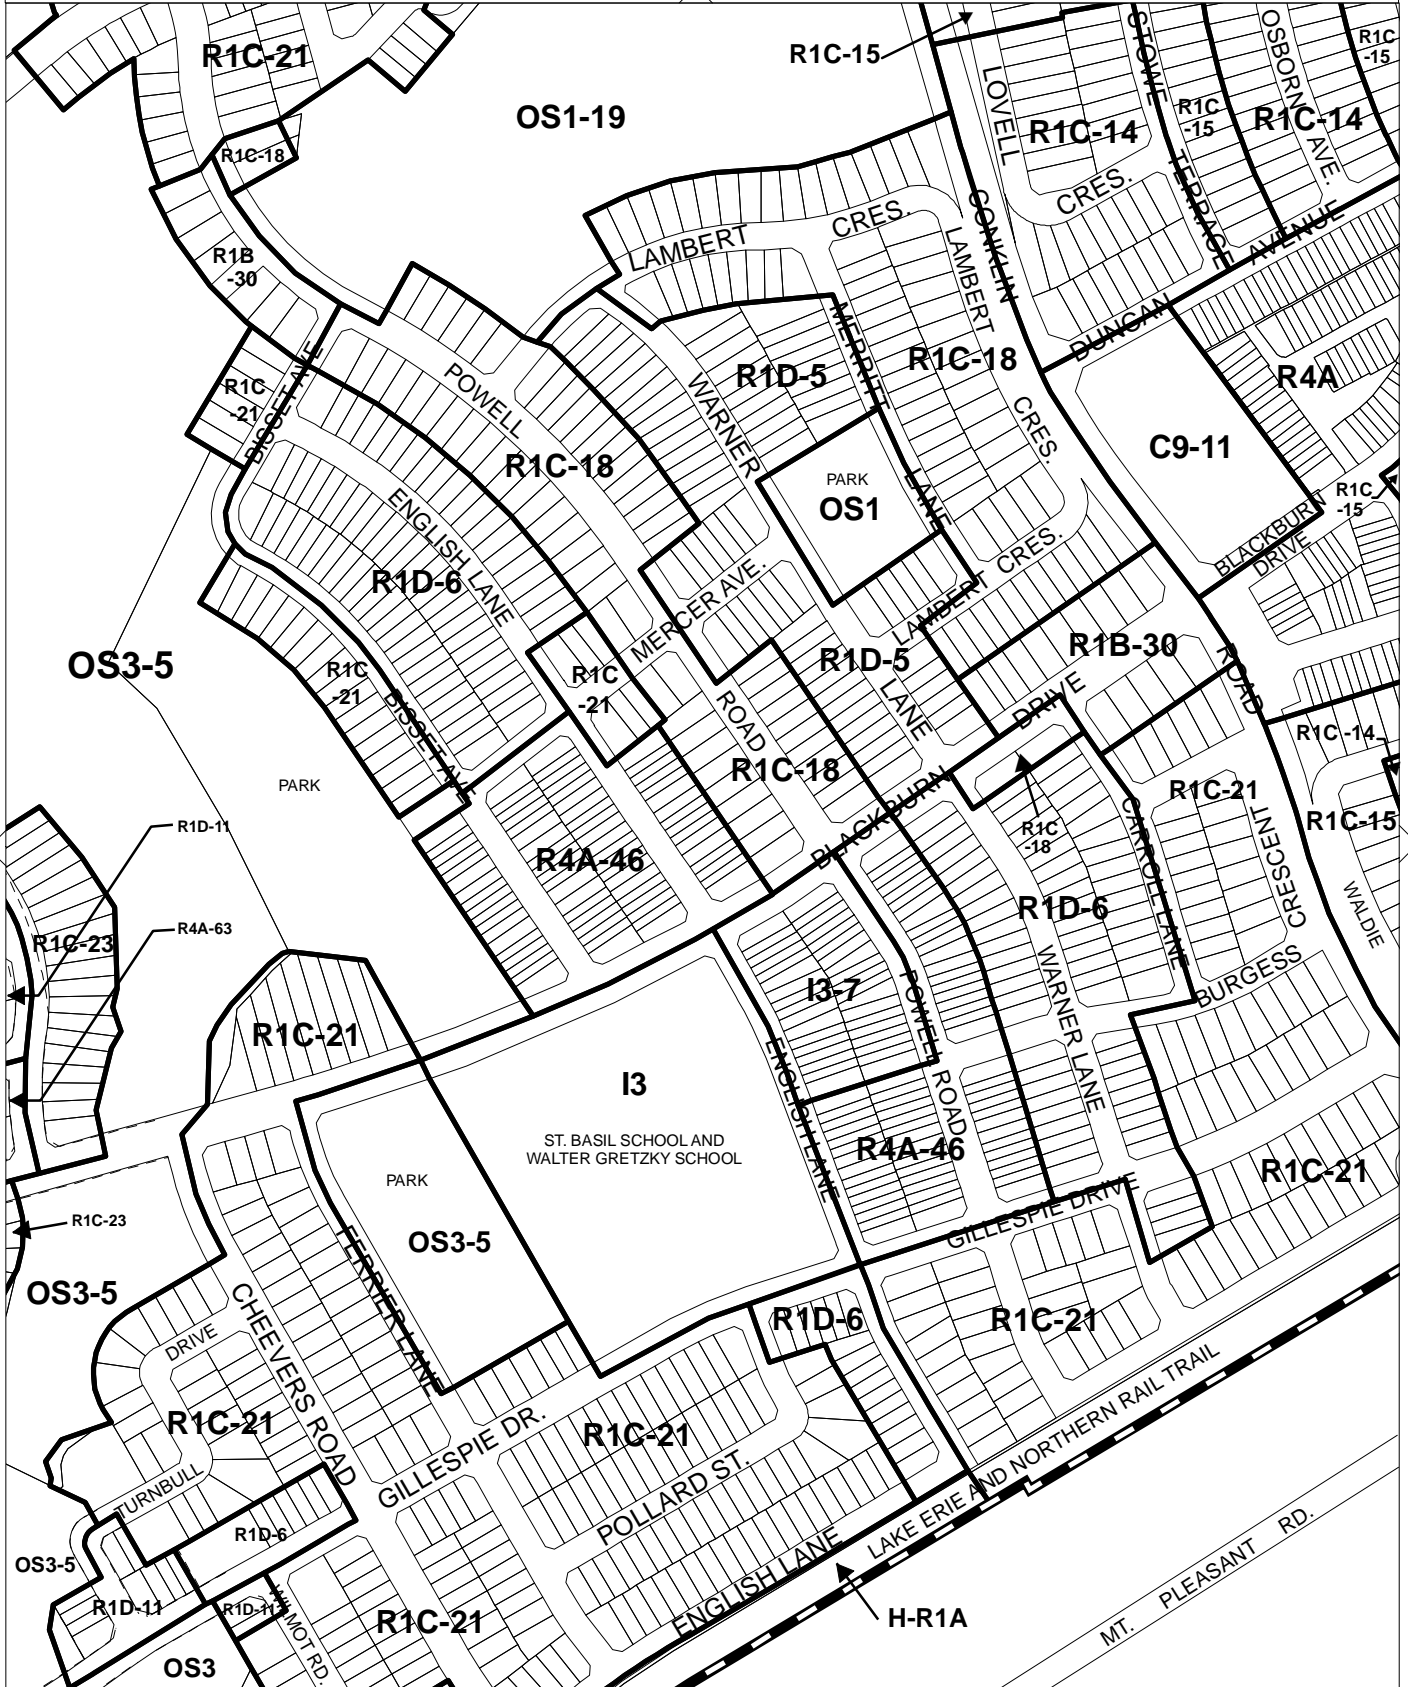 R1C-21
R1C-15
LOVELL
STOWE
OSBORN
R1C
-15
OS1-19
R1C-14
R1C
-15
R1C-14
AVE.
R1C-18
TERRACE
CRES.
CONKLIN
CRES.
AVENUE
LAMBERT
R1B
-30
LAMBERT
MERRITT
DUNCAN
BISSET AVE
POWELL
WARNER
R1D-5
R1C-18
R4A
R1C
-21
CRES.
C9-11
R1C-18
PARK
OS1
LANE
R1C
-15
ENGLISH LANE
BLACKBURN
DRIVE
R1D-6
MERCER AVE.
LAMBERT CRES.
OS3-5
R1C
-21
R1C
-21
R1D-5
R1B-30
ROAD
BISSET AVE
ROAD
LANE
DRIVE
R1C -14
PARK
R1C-18
BLACKBURN
R1C-21
R1D-11
R1C
-18
CARROLL LANE
CRESCENT
R1C-15
R4A-46
R4A-63
R1C-23
R1D-6
WALDIE
I3-7
POWELL ROAD
WARNER LANE
BURGESS
R1C-21
ENGLISH LANE
I3
ST. BASIL SCHOOL AND
WALTER GRETZKY SCHOOL
R4A-46
R1C-21
PARK
R1C-23
OS3-5
FERRIER LANE
GILLESPIE DRIVE
OS3-5
CHEEVERS ROAD
R1D-6
R1C-21
DRIVE
LAKE ERIE AND NORTHERN RAIL TRAIL
R1C-21
GILLESPIE DR.
R1C-21
TURNBULL
POLLARD ST.
R1D-6
MT. PLEASANT RD.
OS3-5
ENGLISH LANE
R1D-11
R1D-11
WILMOT RD.
R1C-21
H-R1A
OS3